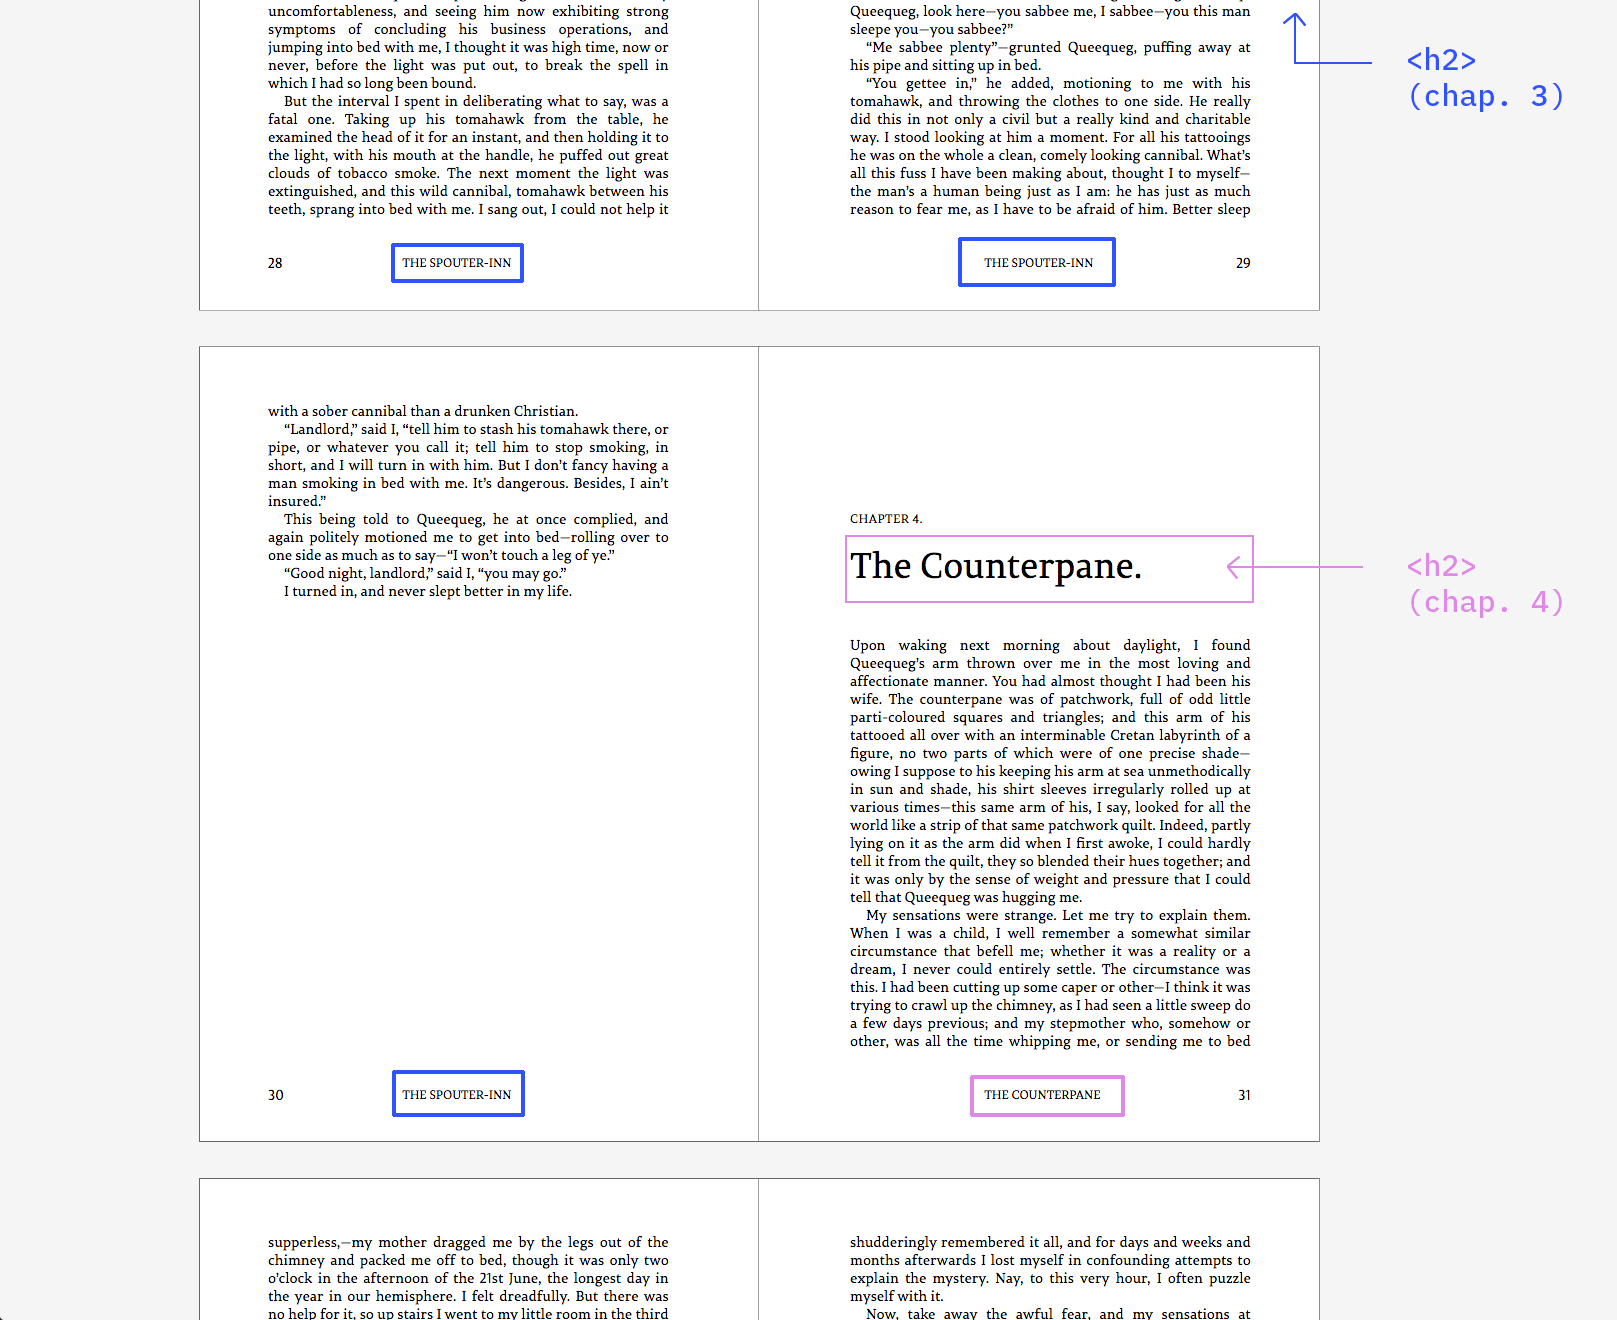 uncomfortableness, and seeing him now exhibiting strong
symptoms of concluding his business operations, and
jumping into bed with me, I thought it was high time, now or
never, before the light was put out, to break the spell in
which I had so long been bound.
But the interval I spent in deliberating what to say, was a
fatal one. Taking up his tomahawk from the table, he
examined the head of it for an instant, and then holding it to
the light, with his mouth at the handle, he puffed out great
clouds of tobacco smoke. The next moment the light was
extinguished, and this wild cannibal, tomahawk between his
teeth, sprang into bed with me. I sang out, I could not help it
28
THE SPOUTER-INN
Queequeg, look here—you sabbee me, I sabbee—you this man
sleepe you—you sabbee?”
“Me sabbee plenty”—grunted Queequeg, puffing away at
his pipe and sitting up in bed.
“You gettee in,” he added, motioning to me with his
tomahawk, and throwing the clothes to one side. He really
did this in not only a civil but a really kind and charitable
way. I stood looking at him a moment. For all his tattooings
he was on the whole a clean, comely looking cannibal. What’s
all this fuss I have been making about, thought I to myself—
the man’s a human being just as I am: he has just as much
reason to fear me, as I have to be afraid of him. Better sleep
THE SPOUTER-INN
29
<h2>
(chap. 3)
with a sober cannibal than a drunken Christian.
“Landlord,” said I, “tell him to stash his tomahawk there, or
pipe, or whatever you call it; tell him to stop smoking, in
short, and I will turn in with him. But I don’t fancy having a
man smoking in bed with me. It’s dangerous. Besides, I ain’t
insured.”
This being told to Queequeg, he at once complied, and
again politely motioned me to get into bed—rolling over to
one side as much as to say—“I won’t touch a leg of ye.”
“Good night, landlord,” said I, “you may go.”
I turned in, and never slept better in my life.
30
THE SPOUTER-INN
CHAPTER 4.
The Counterpane.
<h2>
(chap. 4)
Upon waking next morning about daylight, I found
Queequeg’s arm thrown over me in the most loving and
affectionate manner. You had almost thought I had been his
wife. The counterpane was of patchwork, full of odd little
parti-coloured squares and triangles; and this arm of his
tattooed all over with an interminable Cretan labyrinth of a
figure, no two parts of which were of one precise shade—
owing I suppose to his keeping his arm at sea unmethodically
in sun and shade, his shirt sleeves irregularly rolled up at
various times—this same arm of his, I say, looked for all the
world like a strip of that same patchwork quilt. Indeed, partly
lying on it as the arm did when I first awoke, I could hardly
tell it from the quilt, they so blended their hues together; and
it was only by the sense of weight and pressure that I could
tell that Queequeg was hugging me.
My sensations were strange. Let me try to explain them.
When I was a child, I well remember a somewhat similar
circumstance that befell me; whether it was a reality or a
dream, I never could entirely settle. The circumstance was
this. I had been cutting up some caper or other—I think it was
trying to crawl up the chimney, as I had seen a little sweep do
a few days previous; and my stepmother who, somehow or
other, was all the time whipping me, or sending me to bed
THE COUNTERPANE
31
supperless,—my mother dragged me by the legs out of the
chimney and packed me off to bed, though it was only two
o’clock in the afternoon of the 21st June, the longest day in
the year in our hemisphere. I felt dreadfully. But there was
no help for it, so up stairs I went to my little room in the third
shudderingly remembered it all, and for days and weeks and
months afterwards I lost myself in confounding attempts to
explain the mystery. Nay, to this very hour, I often puzzle
myself with it.
Now, take away the awful fear, and my sensations at